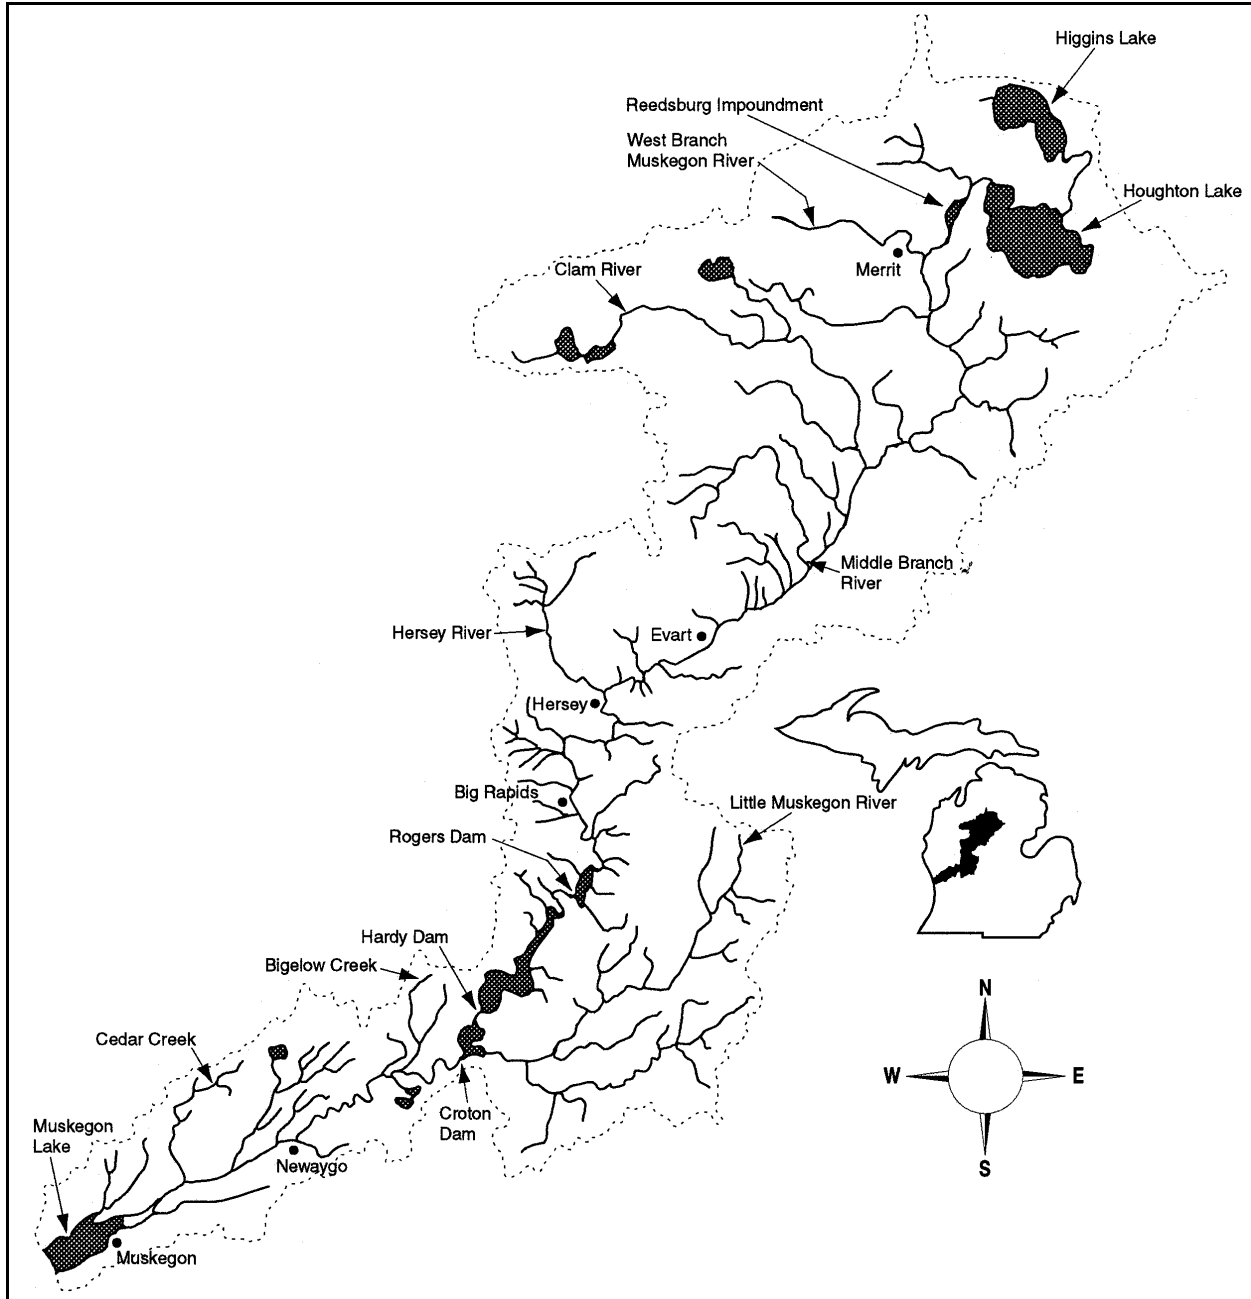 Higgins Lake
Reedsburg Impoundment
West Branch
Muskegon River
Houghton Lake
Merrit
Clam River
Middle Branch
River
Hersey River
Evart
Hersey
Big Rapids
Little Muskegon River
Rogers Dam
Hardy Dam
Bigelow Creek
Cedar Creek
N
W
E
S
Croton
Dam
Muskegon
Lake
Newaygo
Muskegon